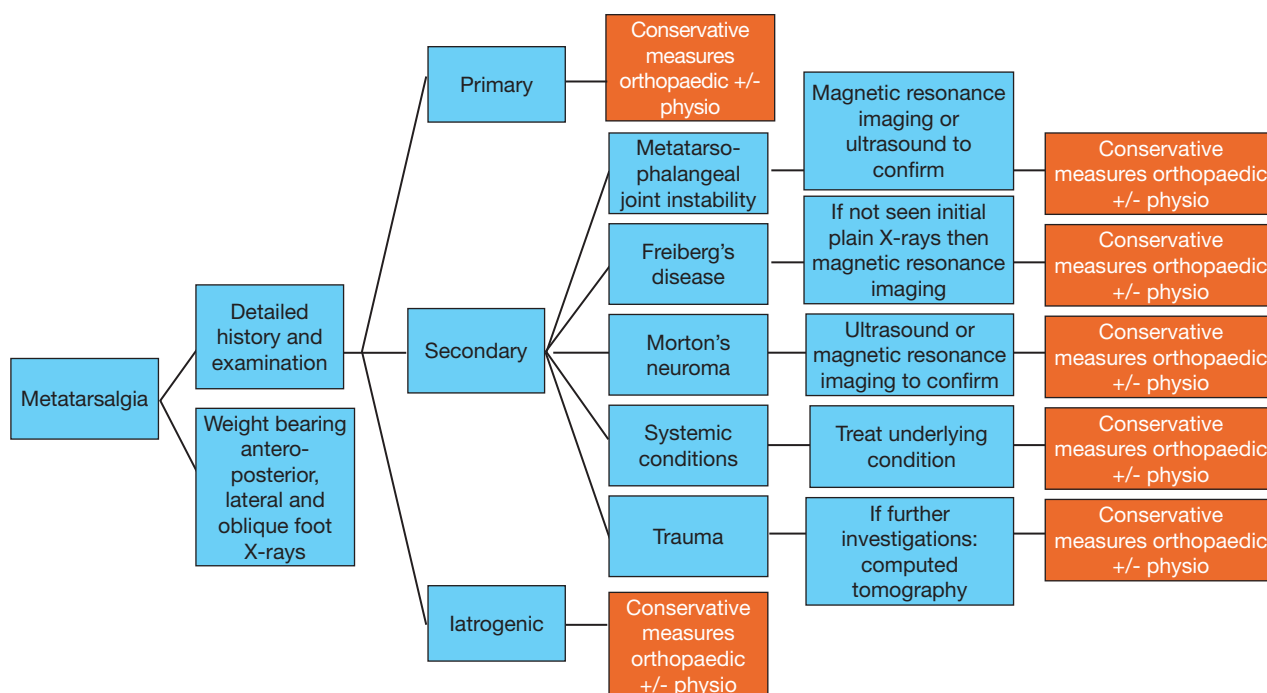 Metatarsalgia
Detailed
history and
examination
Weight bearing
antero-
posterior,
lateral and
oblique foot
X-rays
Primary
Conservative
measures
orthopaedic +/-
physio
Secondary
Metatarso-
phalangeal
joint instability
Magnetic resonance
imaging or
ultrasound to
confirm
Conservative
measures orthopaedic
+/- physio
Freiberg’s
disease
If not seen initial
plain X-rays then
magnetic resonance
imaging
Conservative
measures orthopaedic
+/- physio
Morton’s
neuroma
Ultrasound or
magnetic resonance
imaging to confirm
Conservative
measures orthopaedic
+/- physio
Systemic
conditions
Treat underlying
condition
Conservative
measures orthopaedic
+/- physio
Trauma
If further
investigations:
computed
tomography
Conservative
measures orthopaedic
+/- physio
Iatrogenic
Conservative
measures
orthopaedic
+/- physio